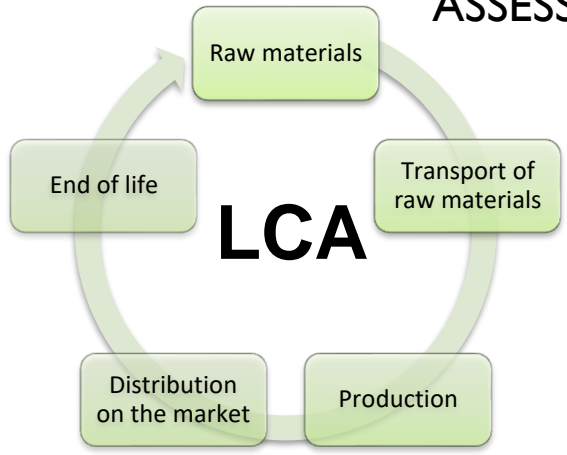 ASSESS
Raw materials
Transport of
raw materials
Production
Distribution
on the market
End of life
LCA